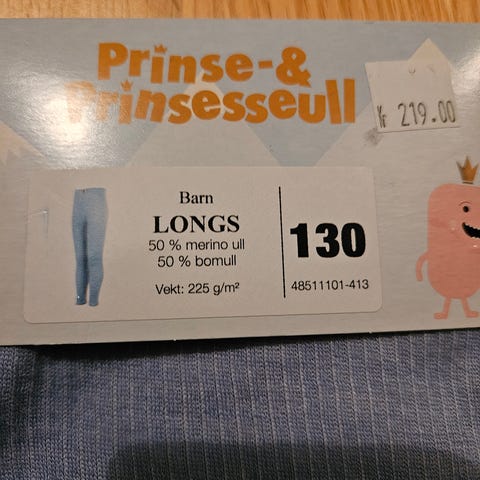 Prinse-&
Prinsesseull
Kr 219.00
Barn
LONGS
50 % merino ull
50 % bomull
Vekt: 225 g/m²
130
48511101-413